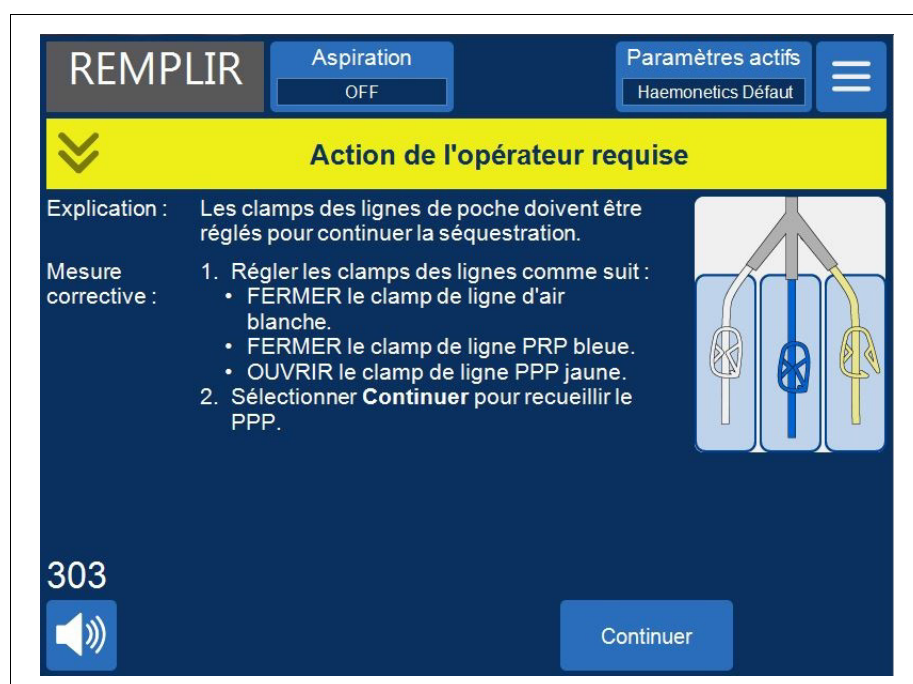 REMPLIR
Aspiration
OFF
Paramètres actifs
Haemonetics Défaut
Action de l'opérateur requise
Explication :
Les clamps des lignes de poche doivent être
réglés pour continuer la séquestration.
Mesure
corrective :
1. Régler les clamps des lignes comme suit :
• FERMER le clamp de ligne d'air
blanche.
• FERMER le clamp de ligne PRP bleue.
• OUVRIR le clamp de ligne PPP jaune.
2. Sélectionner Continuer pour recueillir le
PPP.
303
Continuer